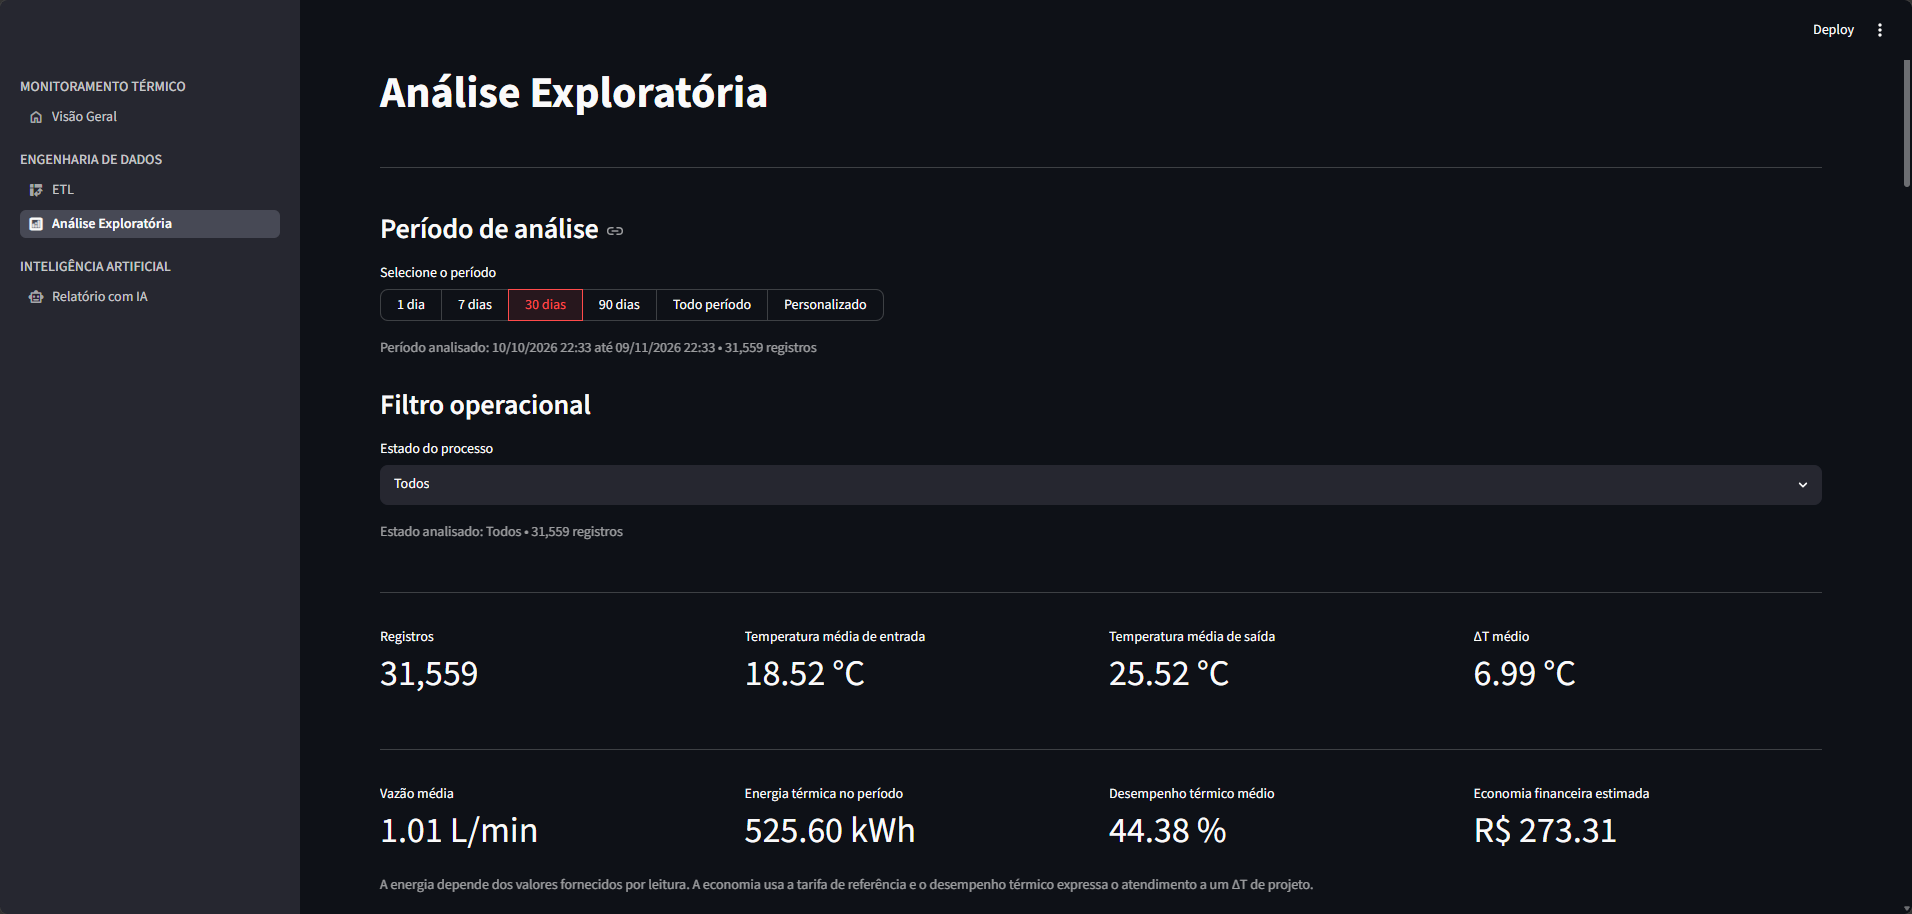 Deploy
MONITORAMENTO TÉRMICO
Visão Geral
ENGENHARIA DE DADOS
ETL
Análise Exploratória
INTELIGÊNCIA ARTIFICIAL
Relatório com IA
Análise Exploratória
Período de análise
Selecione o período
1 dia 7 dias 30 dias 90 dias Todo período Personalizado
Período analisado: 10/10/2026 22:33 até 09/11/2026 22:33 • 31,559 registros
Filtro operacional
Estado do processo
Todos
Estado analisado: Todos • 31,559 registros
Registros Temperatura média de entrada Temperatura média de saída ΔT médio
31,559 18.52 °C 25.52 °C 6.99 °C
Vazão média Energia térmica no período Desempenho térmico médio Economia financeira estimada
1.01 L/min 525.60 kWh 44.38 % R$ 273.31
A energia depende dos valores fornecidos por leitura. A economia usa a tarifa de referência e o desempenho térmico expressa o atendimento a um ΔT de projeto.